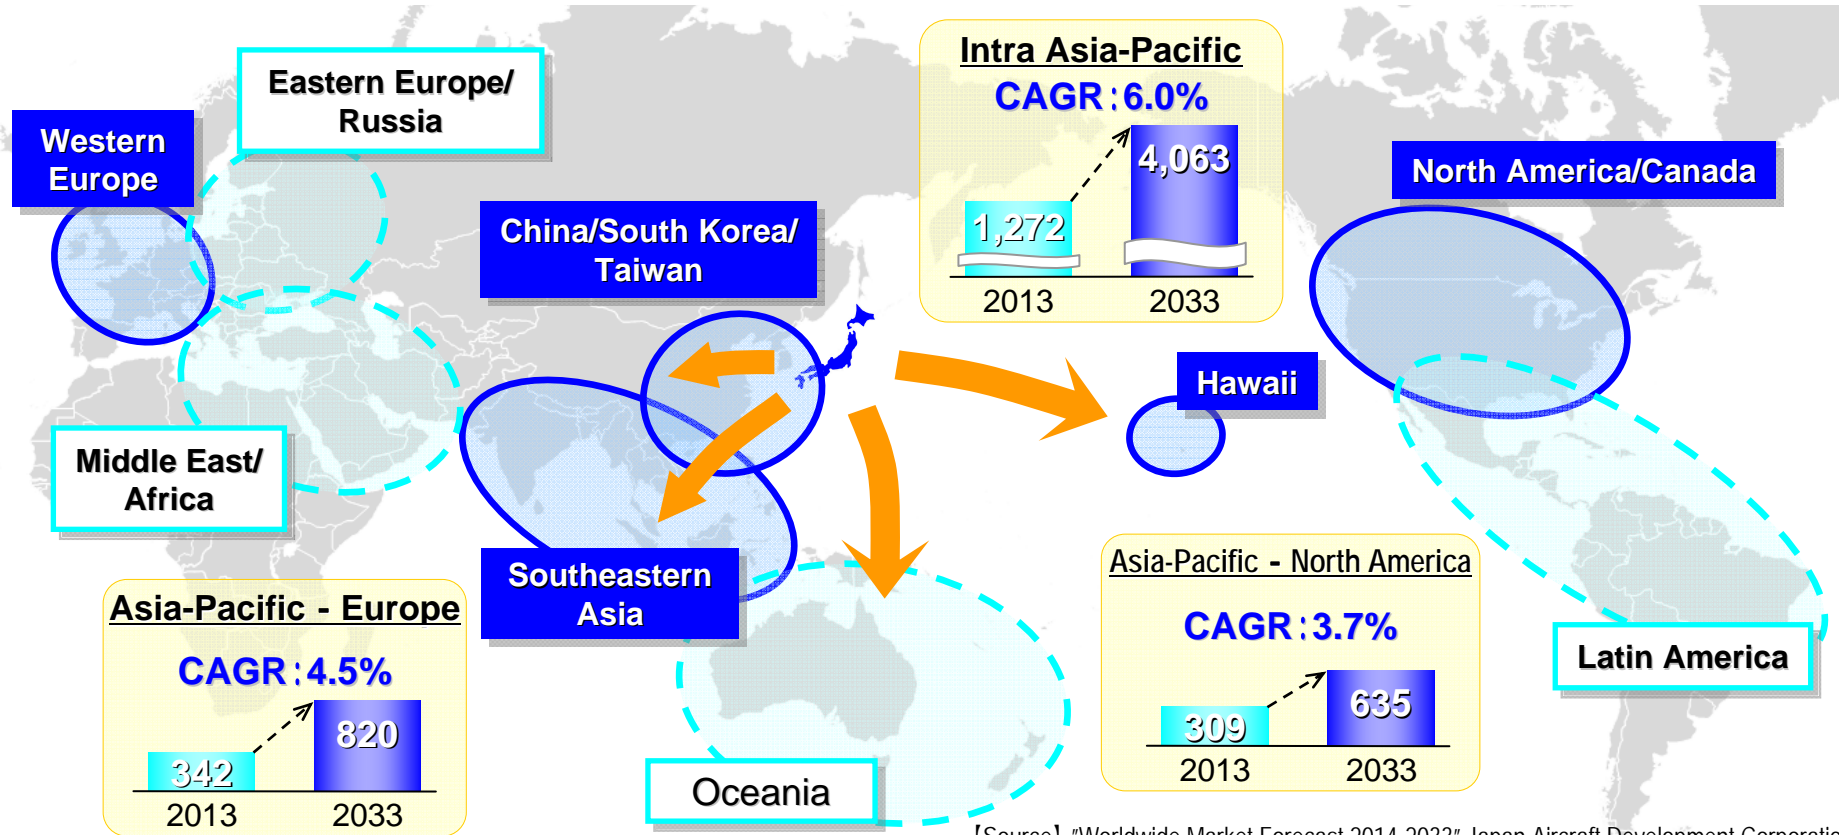 Intra Asia-Pacific
CAGR：6.0%
4,063
1,272
2013
2033
Eastern Europe/
Russia
Western
Europe
China/South Korea/
Taiwan
North America/Canada
Hawaii
Middle East/
Africa
Southeastern
Asia
Asia-Pacific - Europe
CAGR：4.5%
820
342
2013
2033
Asia-Pacific - North America
CAGR：3.7%
635
309
2013
2033
Latin America
Oceania
【Source】 "Worldwide Market Forecast 2014-2033" Japan Aircraft Development